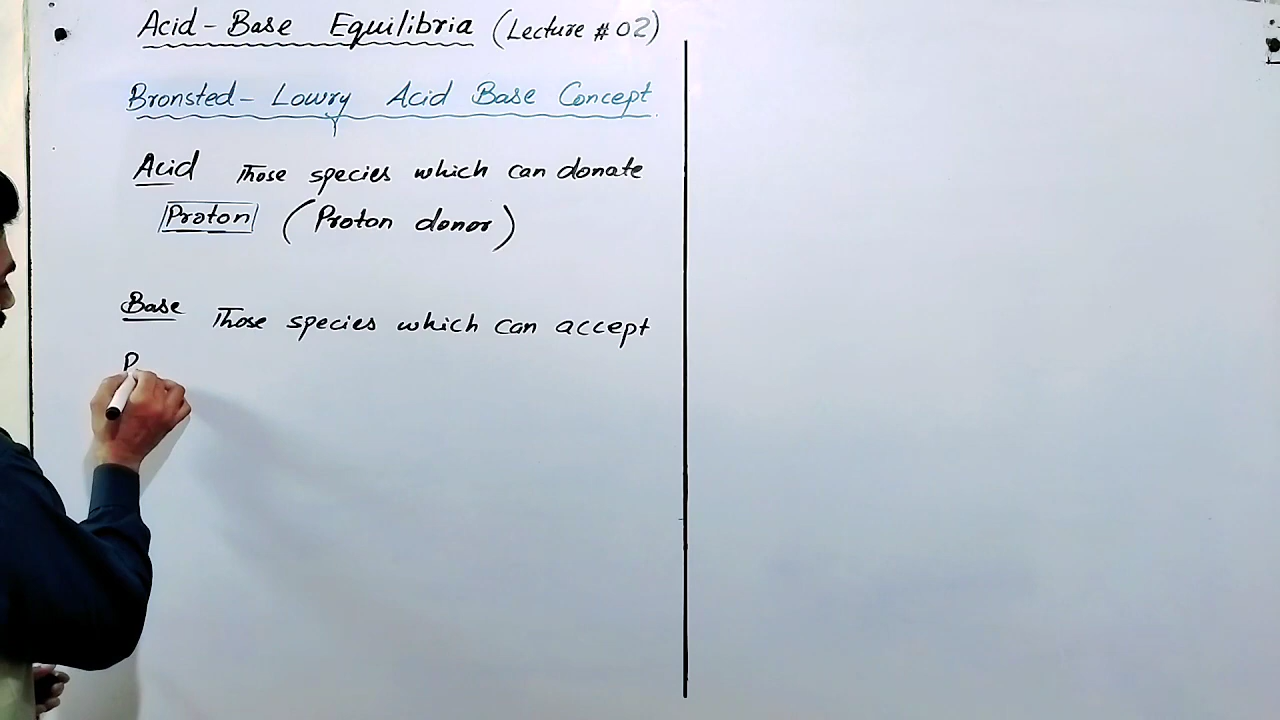 Acid-Base Equilibria (Lecture # 02)
Bronsted-Lowry Acid Base Concept
Acid Those species which can donate
Proton (Proton donor)
Base Those species which can accept
P